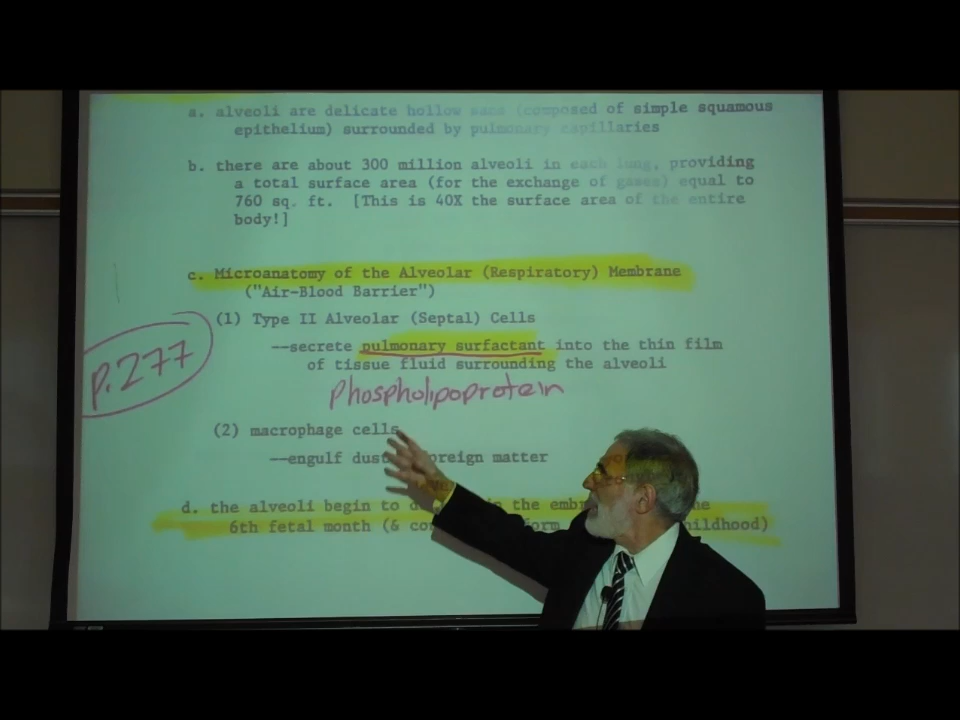 a. alveoli are delicate hollow sacs (composed of simple squamous
epithelium) surrounded by pulmonary capillaries
b. there are about 300 million alveoli in each lung, providing
a total surface area (for the exchange of gases) equal to
760 sq. ft. [This is 40X the surface area of the entire
body!]
c. Microanatomy of the Alveolar (Respiratory) Membrane
("Air-Blood Barrier")
(1) Type II Alveolar (Septal) Cells
--secrete pulmonary surfactant into the thin film
of tissue fluid surrounding the alveoli
p.277
Phospholipoprotein
(2) macrophage cells
--engulf dust foreign matter
d. the alveoli begin to in the
6th fetal month (&